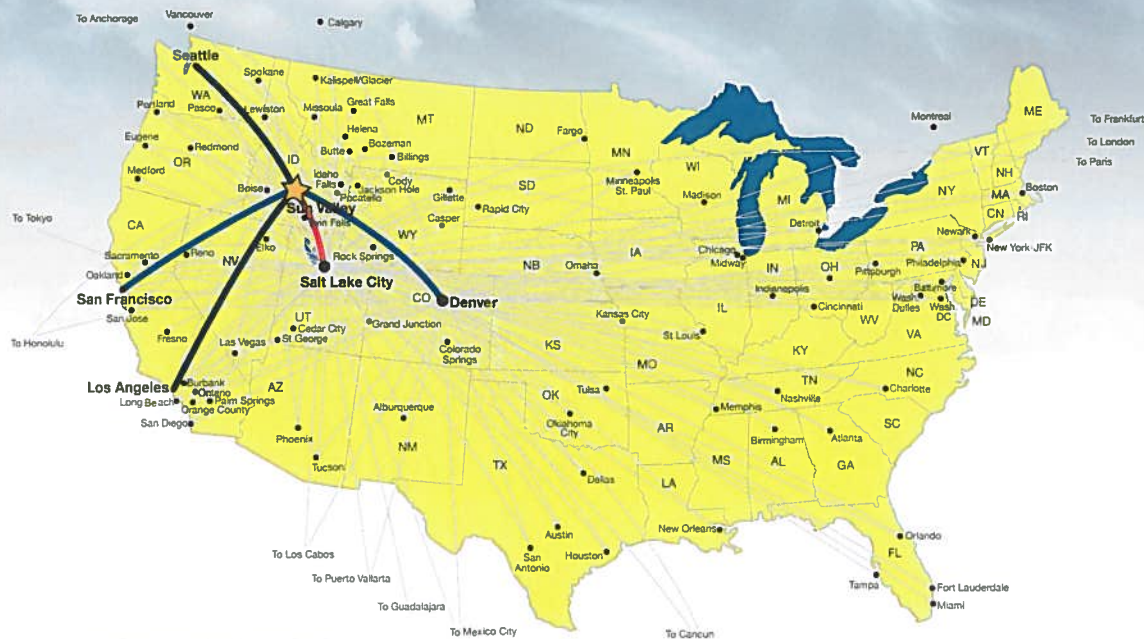 To Anchorage
Vancouver
Calgary
Seattle
Spokane
Kalispell/Glacier
WA
Portland
Pasco
Lewiston
Missoula
Great Falls
MT
ND
Fargo
Montreal
ME
To Frankfurt
To London
To Paris
Eugene
Redmond
OR
Helena
Butte
Bozeman
Billings
MN
WI
VT
NH
Medford
ID
Boise
Idaho
Falls
Pocatello
Jackson Hole
Cody
Gillette
SD
Rapid City
Minneapolis
St. Paul
Madison
MI
NY
Boston
MA
CN
RI
To Tokyo
Sun Valley
Twin Falls
Casper
WY
Detroit
Newark
New York-JFK
CA
Sacramento
Reno
Elko
NV
Rock Springs
NB
Omaha
IA
Chicago
Midway
IN
OH
PA
Pittsburgh
Philadelphia
NJ
Oakland
San Francisco
San Jose
Salt Lake City
CO
Denver
Indianapolis
Cincinnati
Baltimore
Wash
Dulles
Wash
DC
DE
MD
WV
VA
To Honolulu
Fresno
Las Vegas
UT
Cedar City
St George
Grand Junction
Colorado
Springs
KS
Kansas City
IL
St Louis
MO
KY
Los Angeles
Burbank
Ontario
Long Beach
Palm Springs
Orange County
San Diego
AZ
Phoenix
Tucson
Alburquerque
NM
OK
Tulsa
Oklahoma
City
AR
Memphis
TN
Nashville
NC
Charlotte
SC
TX
Dallas
LA
MS
Birmingham
AL
Atlanta
GA
Austin
San
Antonio
Houston
New Orleans
Orlando
FL
Tampa
Fort Lauderdale
Miami
To Los Cabos
To Puerto Vallarta
To Guadalajara
To Mexico City
To Cancun